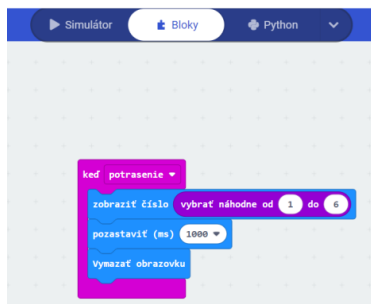 Simulátor Bloky Python
keď potrasenie
zobraziť číslo vybrať náhodne od 1 do 6
pozastaviť (ms) 1000
Vymazať obrazovku